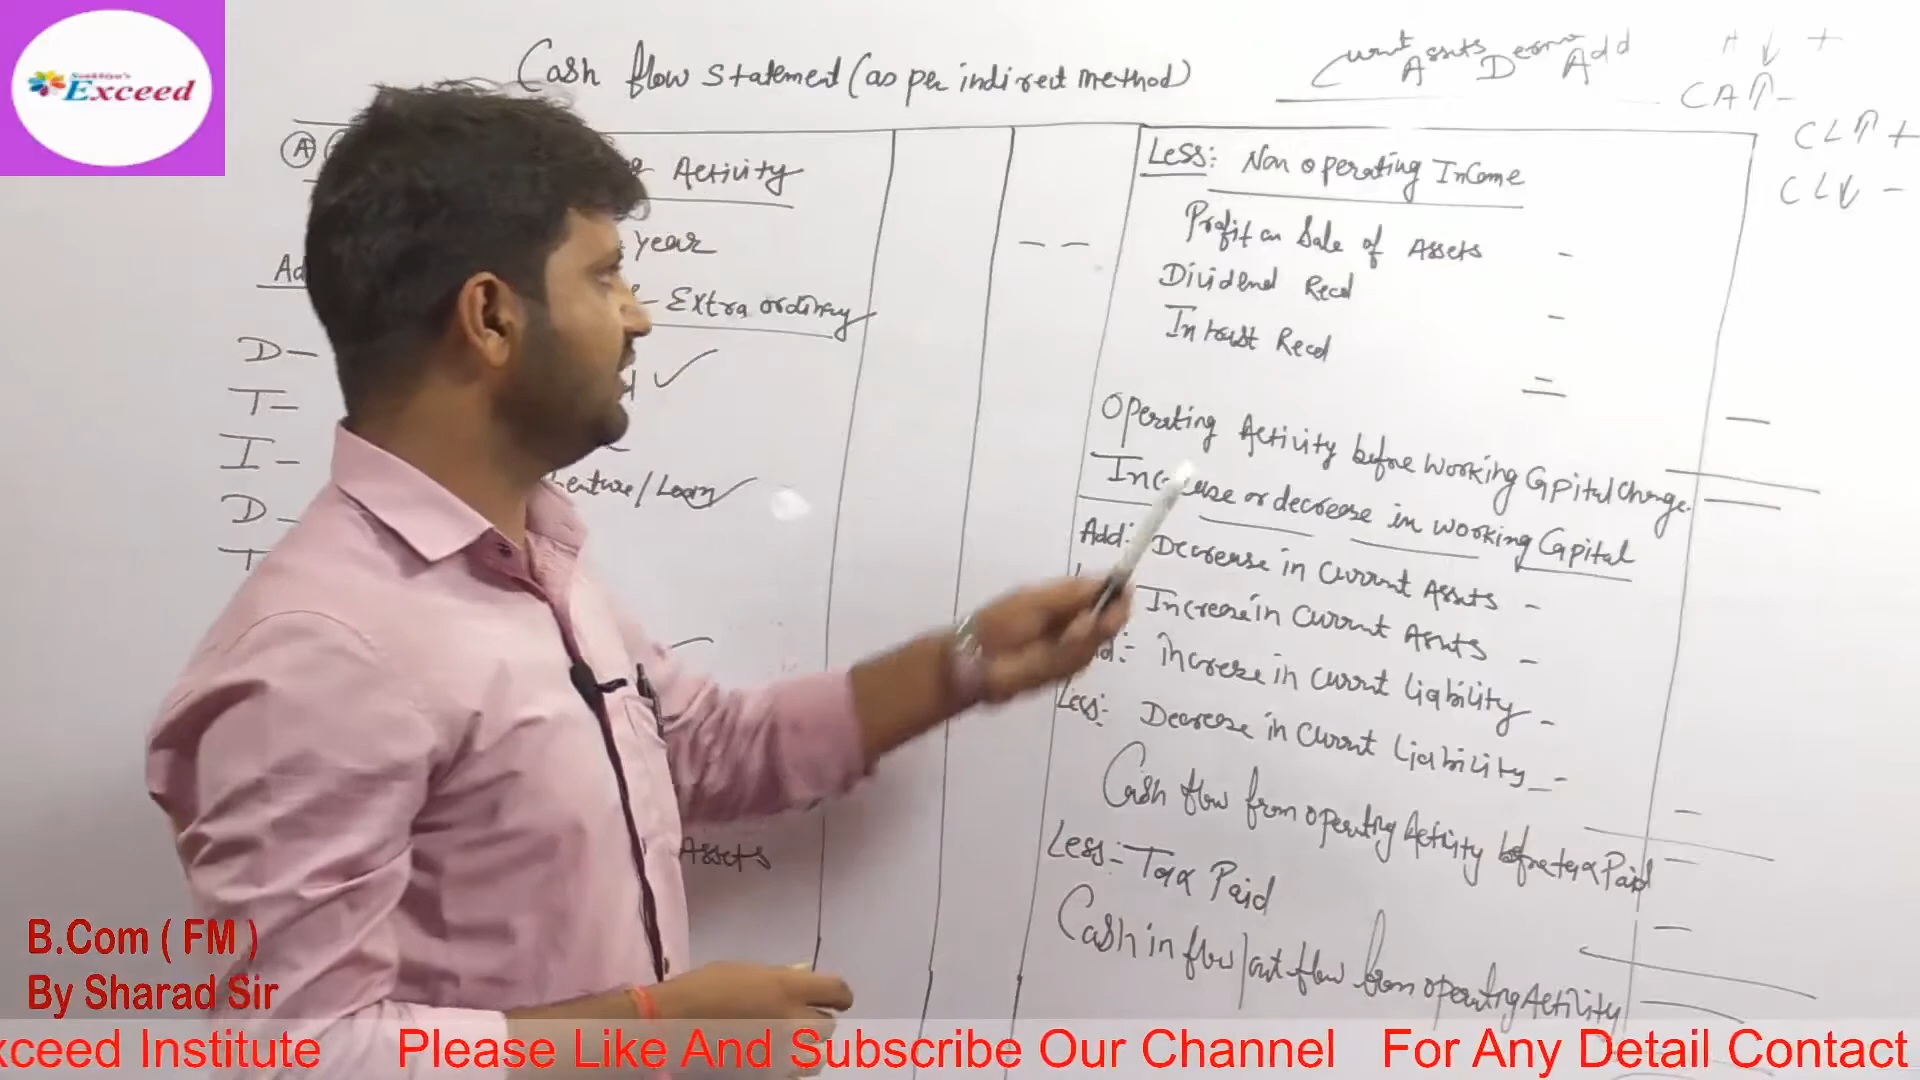 Exceed
Cash flow Statement (as per indirect method)
Current Assets Add
↓ +
CA↑ -
CL↑ +
CL↓ -
A
Activity
year
Extra ordinary
D-
T-
I-
D-
T
Assets
Less: Non operating Income
Profit on Sale of Assets -
Dividend Recd -
Interest Recd
Operating Activity before Working Capital Change
Increase or decrease in working Capital
Add: Decrease in Current Assets -
Increase in Current Assets -
Increase in Current liability -
Less: Decrease in Current liability -
Cash flow from operating Activity before tax Paid
Less:- Tax Paid
Cash in flow/out flow from operating Activity
B.Com ( FM )
By Sharad Sir
xceed Institute Please Like And Subscribe Our Channel For Any Detail Contact